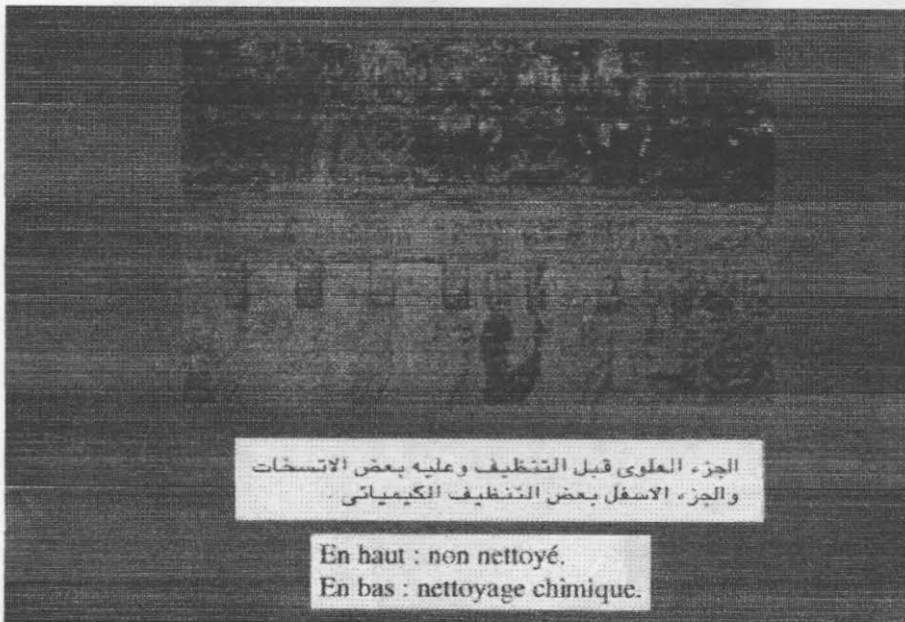 الجزء العلوى قبل التنظيف وعليه بعض الاتسخات
والجزء الاسفل بعض التنظيف الكيميائى .
En haut : non nettoyé.
En bas : nettoyage chimique.